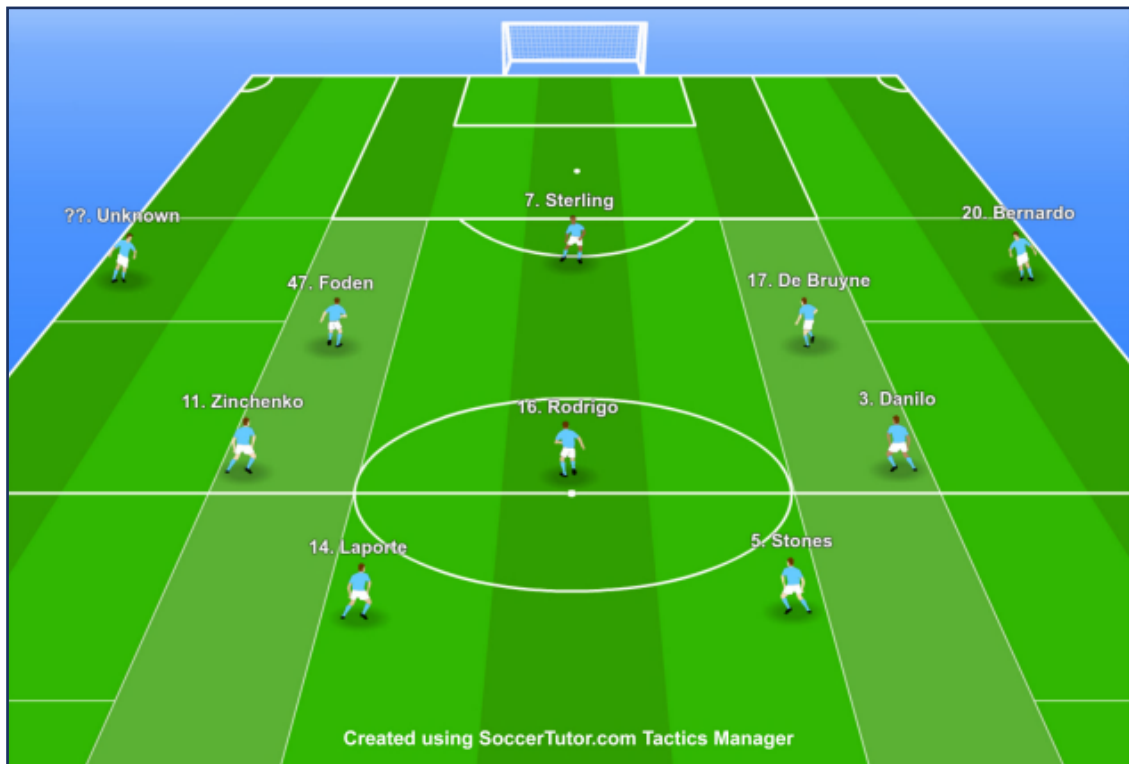 7. Sterling
??. Unknown
20. Bernardo
47. Foden
17. De Bruyne
11. Zinchenko
16. Rodrigo
3. Danilo
14. Laporte
5. Stones
Created using SoccerTutor.com Tactics Manager